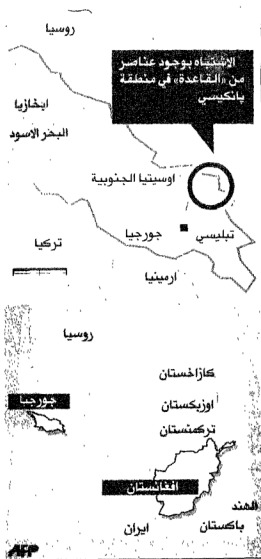 روسيا
الاشتباه بوجود عناصر
من «القاعدة» في منطقة
بانكيسي
ابخازيا
البحر الاسود
اوسيتيا الجنوبية
جورجيا
تبليسي
تركيا
ارمينيا
روسيا
كازاخستان
جورجيا
اوزبكستان
تركمنستان
افغانستان
الهند
باكستان
ايران
AFP